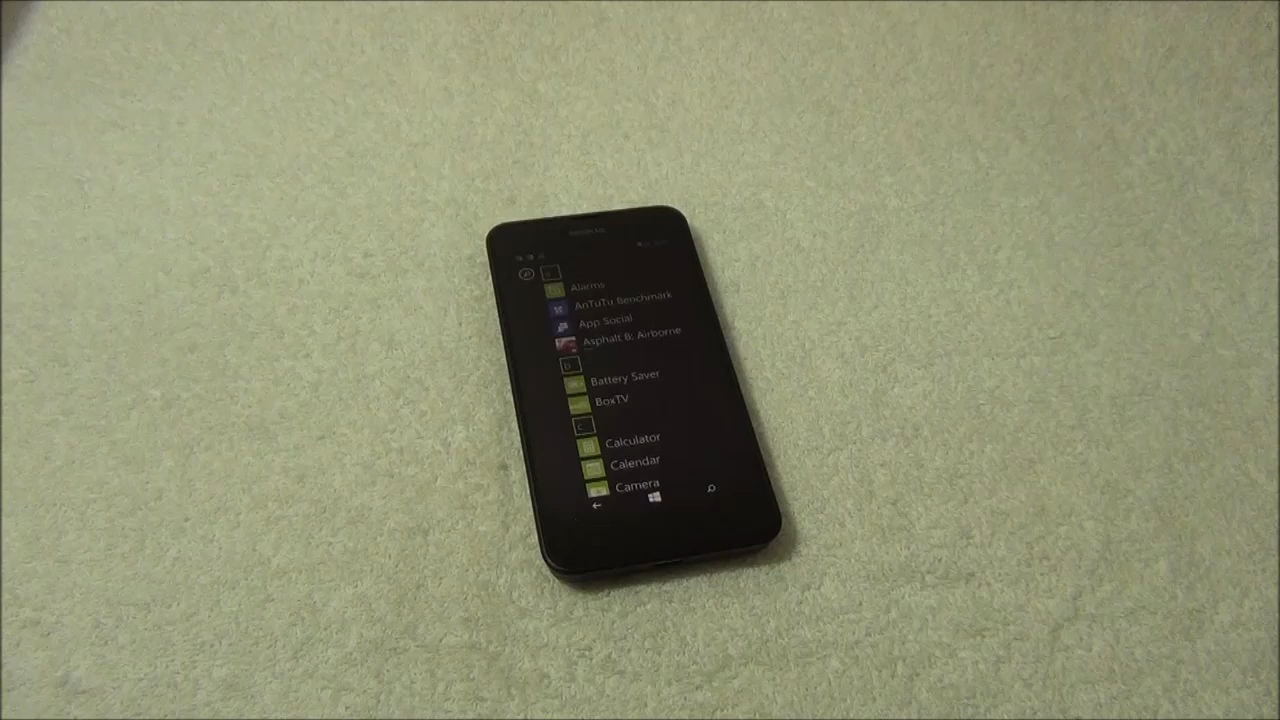 a
Alarms
AnTuTu Benchmark
App Social
Asphalt 8: Airborne
b
Battery Saver
BoxTV
c
Calculator
Calendar
Camera